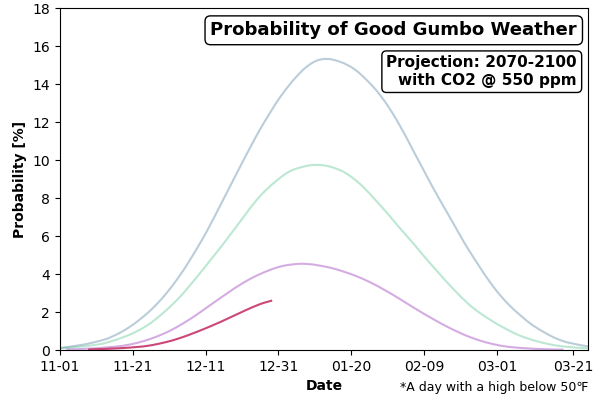 Probability of Good Gumbo Weather
Projection: 2070-2100
with CO2 @ 550 ppm
Probability [%]
18
16
14
12
10
8
6
4
2
0
11-01 11-21 12-11 12-31 01-20 02-09 03-01 03-21
Date
*A day with a high below 50°F